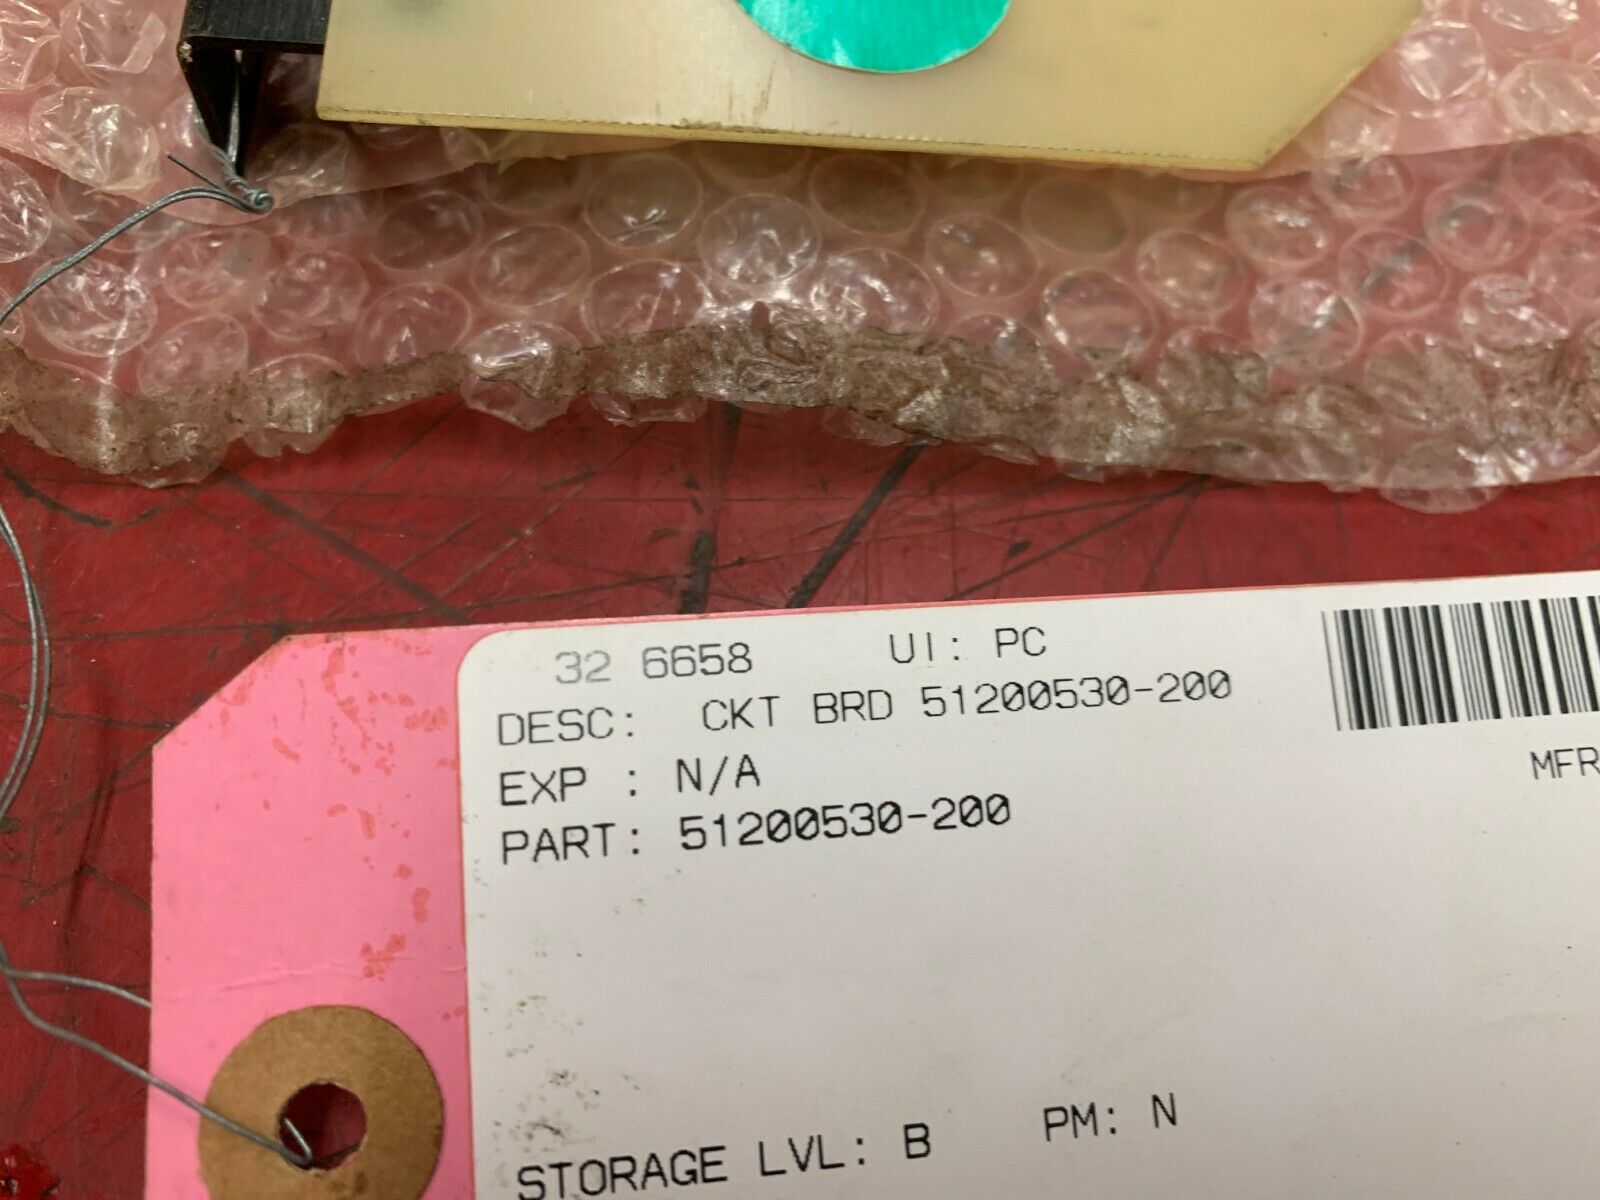 32 6658 UI: PC
DESC: CKT BRD 51200530-200
EXP : N/A
MFR
PART: 51200530-200
STORAGE LVL: B PM: N